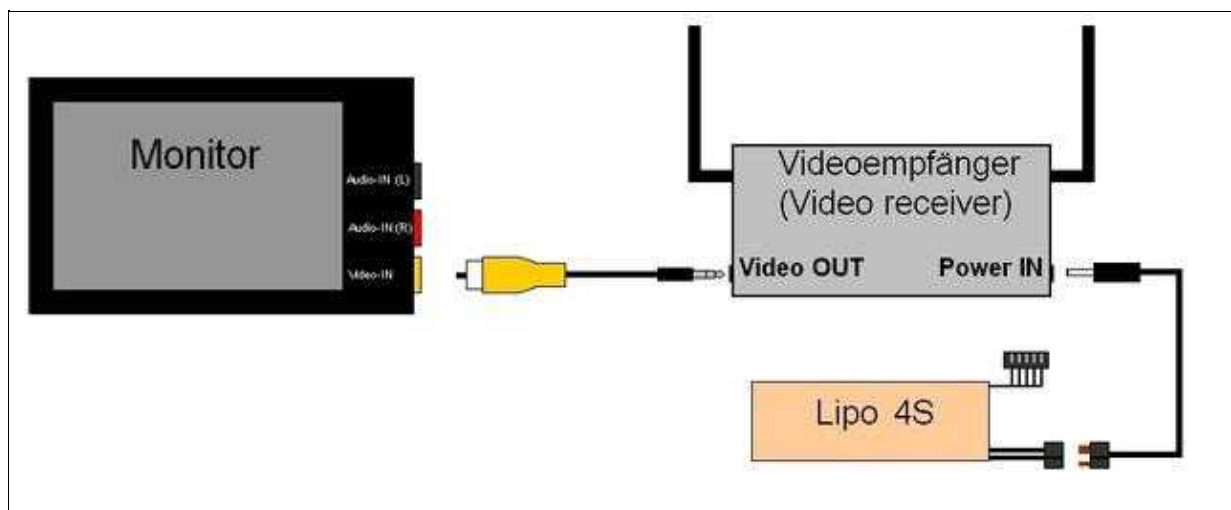 Monitor
Audio-IN (L)
Audio-IN (R)
Video-IN
Videoempfänger
(Video receiver)
Video OUT
Power IN
Lipo 4S